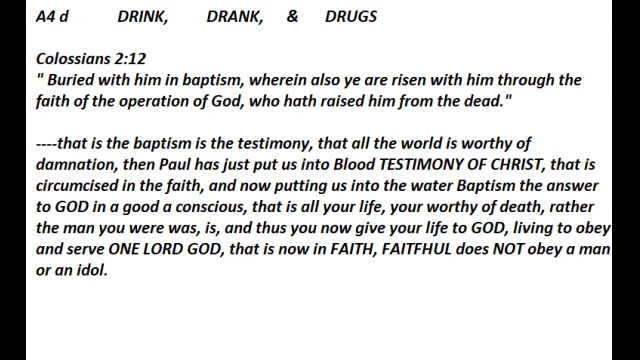 A4 d DRINK, DRANK, & DRUGS
Colossians 2:12
" Buried with him in baptism, wherein also ye are risen with him through the
faith of the operation of God, who hath raised him from the dead."
----that is the baptism is the testimony, that all the world is worthy of
damnation, then Paul has just put us into Blood TESTIMONY OF CHRIST, that is
circumcised in the faith, and now putting us into the water Baptism the answer
to GOD in a good a conscious, that is all your life, your worthy of death, rather
the man you were was, is, and thus you now give your life to GOD, living to obey
and serve ONE LORD GOD, that is now in FAITH, FAITFHUL does NOT obey a man
or an idol.